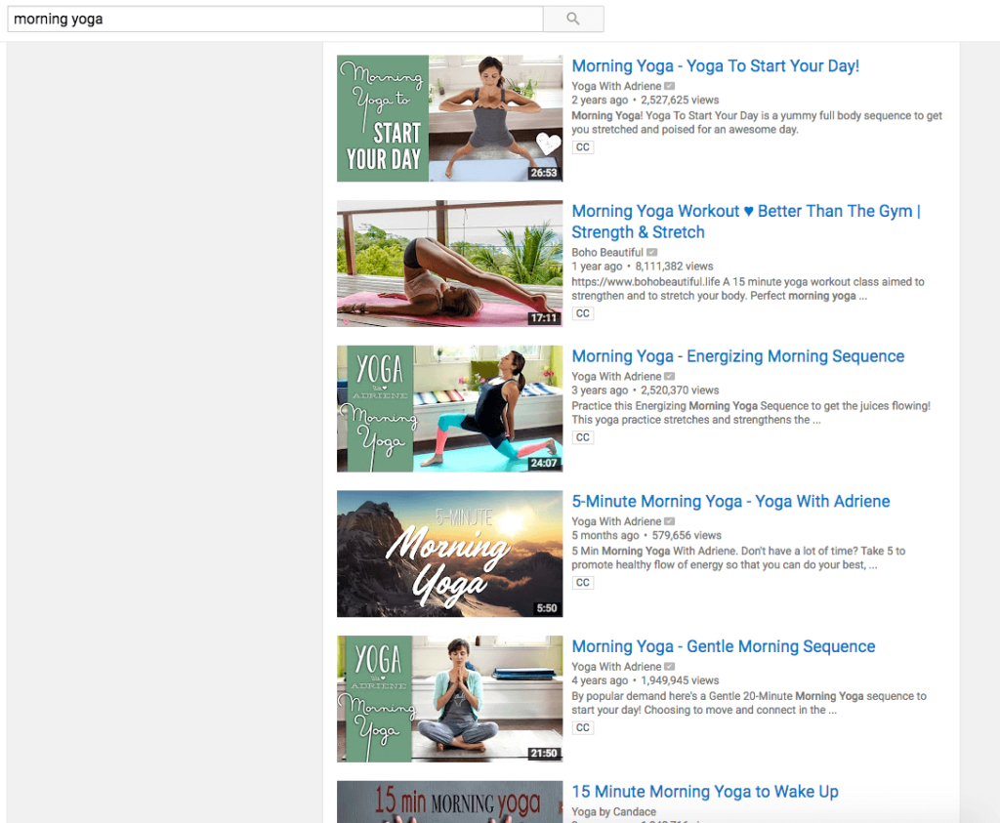 morning yoga
Morning
Yoga to
START
YOUR DAY
26:53
Morning Yoga - Yoga To Start Your Day!
Yoga With Adriene
2 years ago • 2,527,625 views
Morning Yoga! Yoga To Start Your Day is a yummy full body sequence to get
you stretched and poised for an awesome day.
CC
17:11
Morning Yoga Workout ♥ Better Than The Gym |
Strength & Stretch
Boho Beautiful
1 year ago • 8,111,382 views
https://www.bohobeautiful.life A 15 minute yoga workout class aimed to
strengthen and to stretch your body. Perfect morning yoga ...
CC
YOGA
With
ADRIENE
Morning
Yoga
24:07
Morning Yoga - Energizing Morning Sequence
Yoga With Adriene
3 years ago • 2,520,370 views
Practice this Energizing Morning Yoga Sequence to get the juices flowing!
This yoga practice stretches and strengthens the ...
CC
5-MINUTE
Morning
Yoga
5:50
5-Minute Morning Yoga - Yoga With Adriene
Yoga With Adriene
5 months ago • 579,656 views
5 Min Morning Yoga With Adriene. Don't have a lot of time? Take 5 to
promote healthy flow of energy so that you can do your best, ...
CC
YOGA
With
ADRIENE
Morning
Yoga
21:50
Morning Yoga - Gentle Morning Sequence
Yoga With Adriene
4 years ago • 1,949,945 views
By popular demand here's a Gentle 20-Minute Morning Yoga sequence to
start your day! Choosing to move and connect in the ...
CC
15 min MORNING yoga
15 Minute Morning Yoga to Wake Up
Yoga by Candace